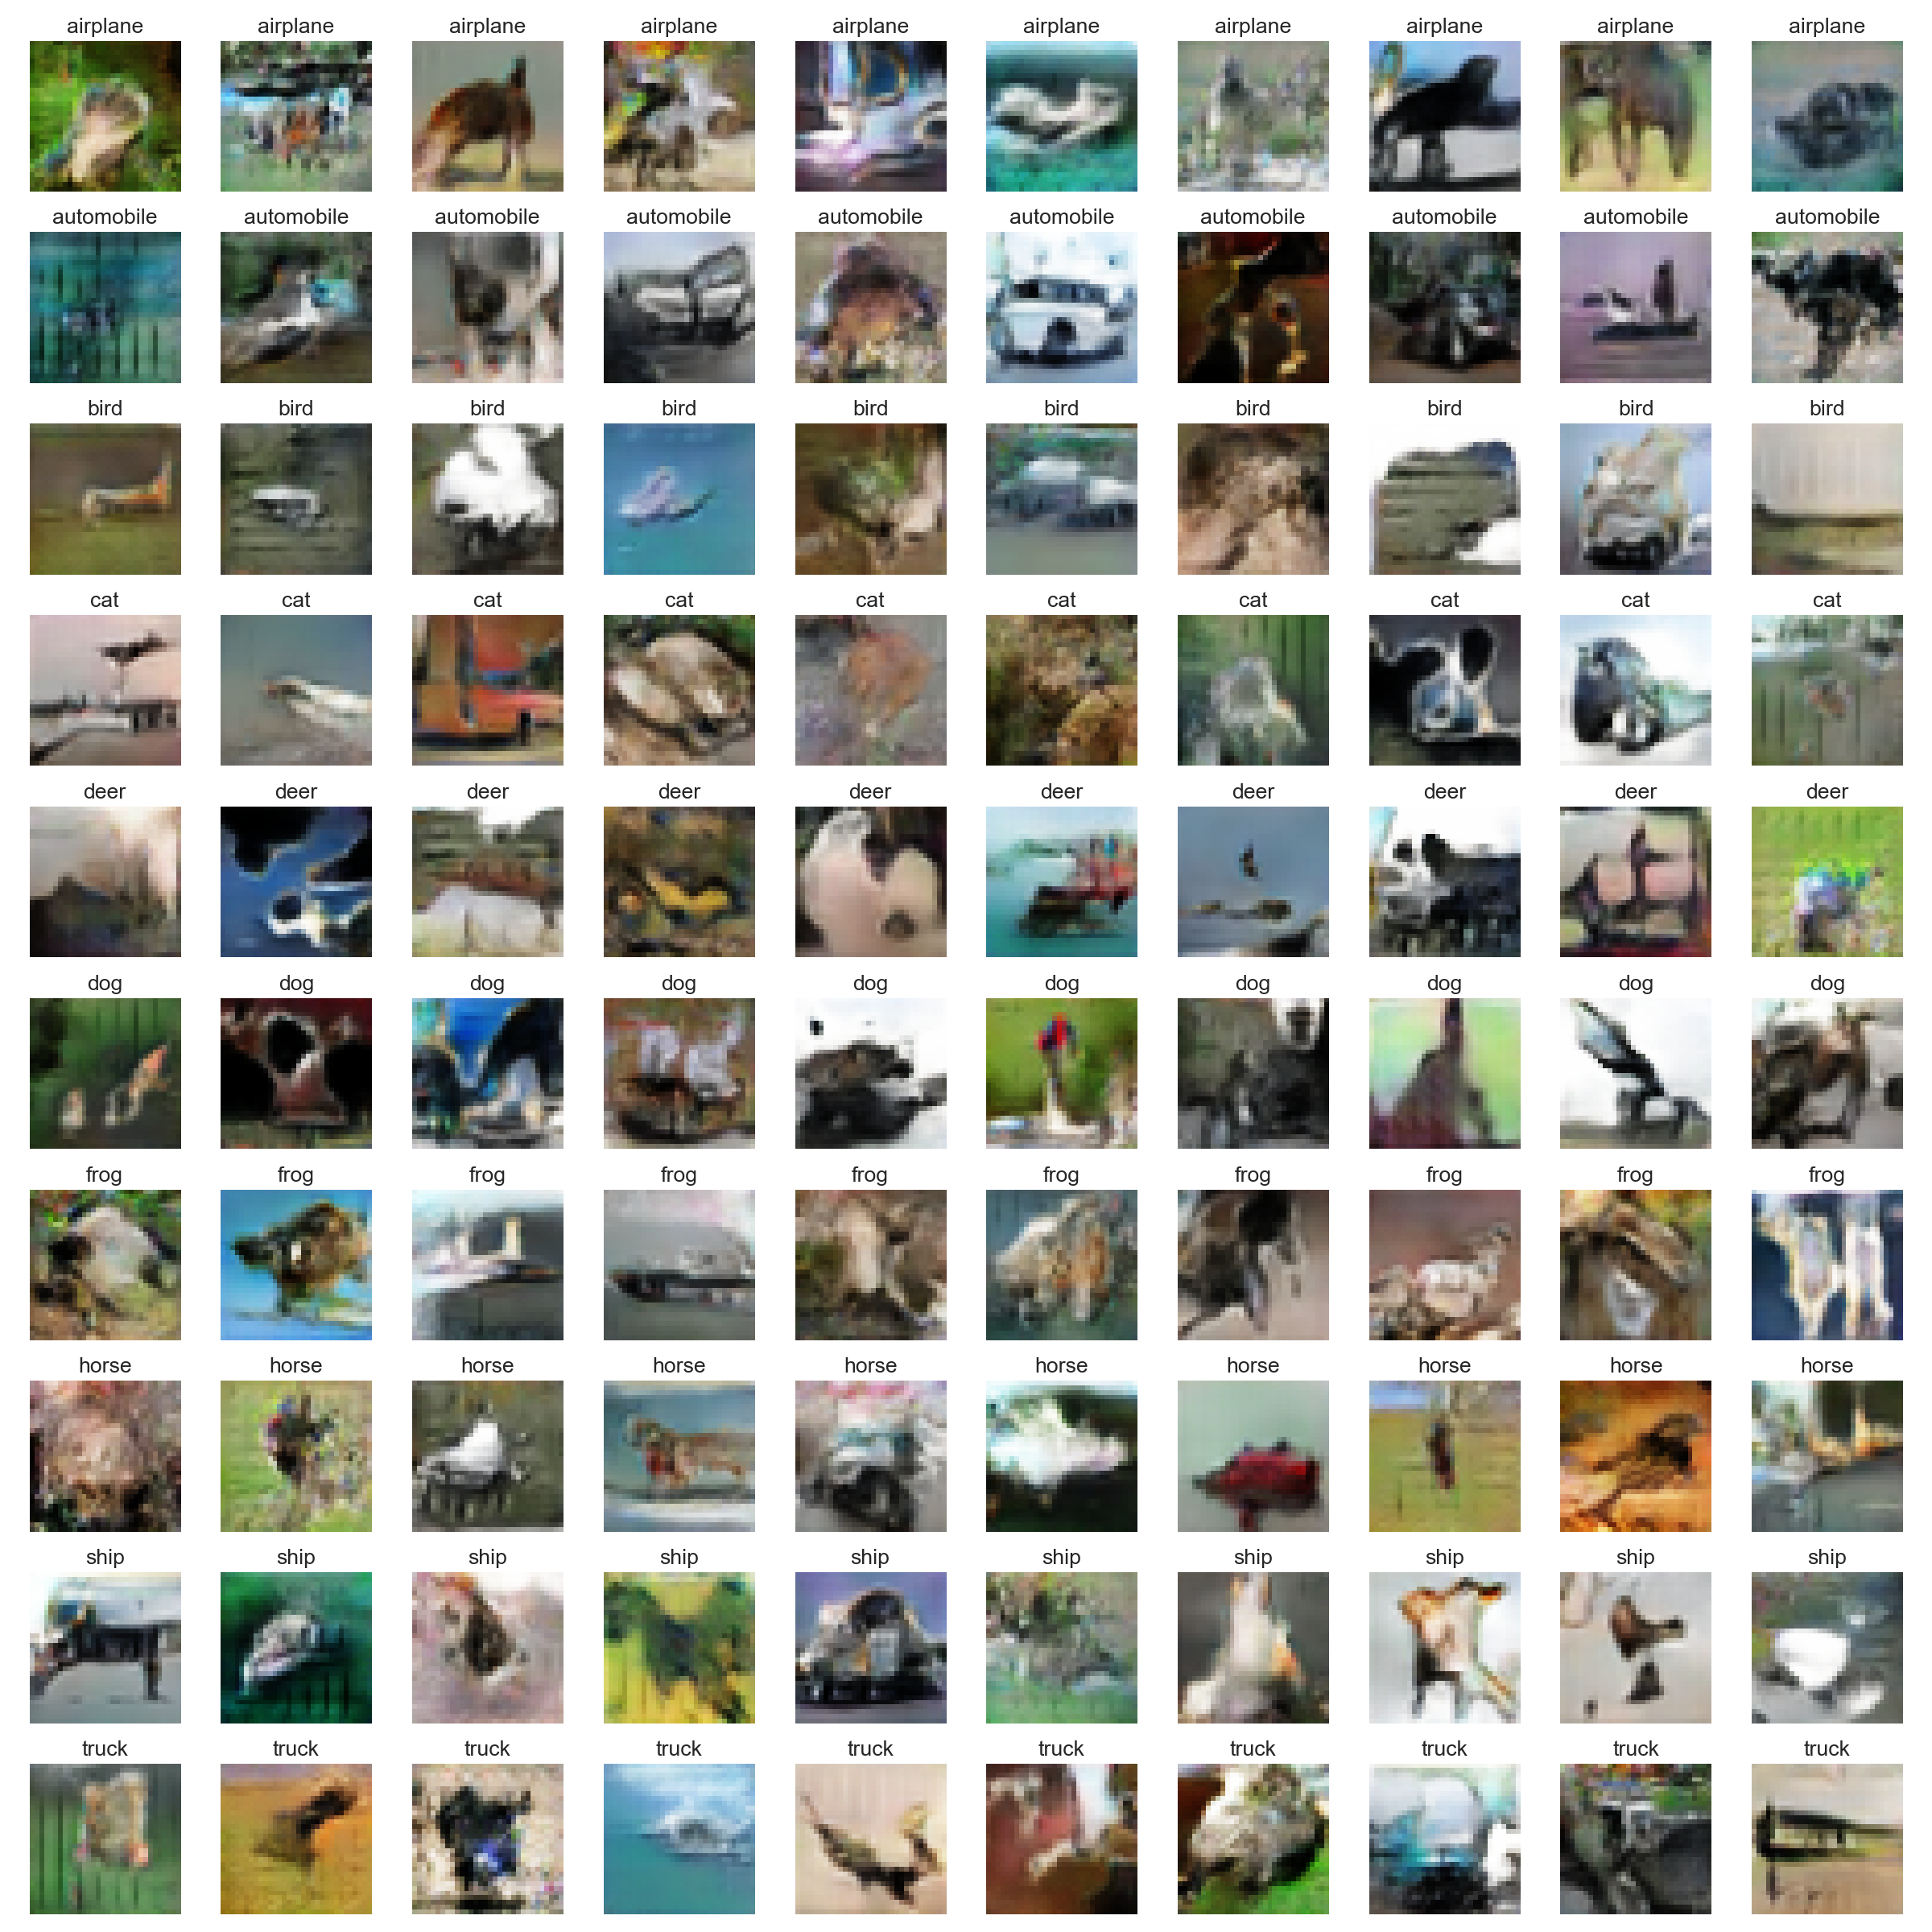 airplane airplane airplane airplane airplane airplane airplane airplane airplane airplane
automobile automobile automobile automobile automobile automobile automobile automobile automobile automobile
bird bird bird bird bird bird bird bird bird bird
cat cat cat cat cat cat cat cat cat cat
deer deer deer deer deer deer deer deer deer deer
dog dog dog dog dog dog dog dog dog dog
frog frog frog frog frog frog frog frog frog frog
horse horse horse horse horse horse horse horse horse horse
ship ship ship ship ship ship ship ship ship ship
truck truck truck truck truck truck truck truck truck truck